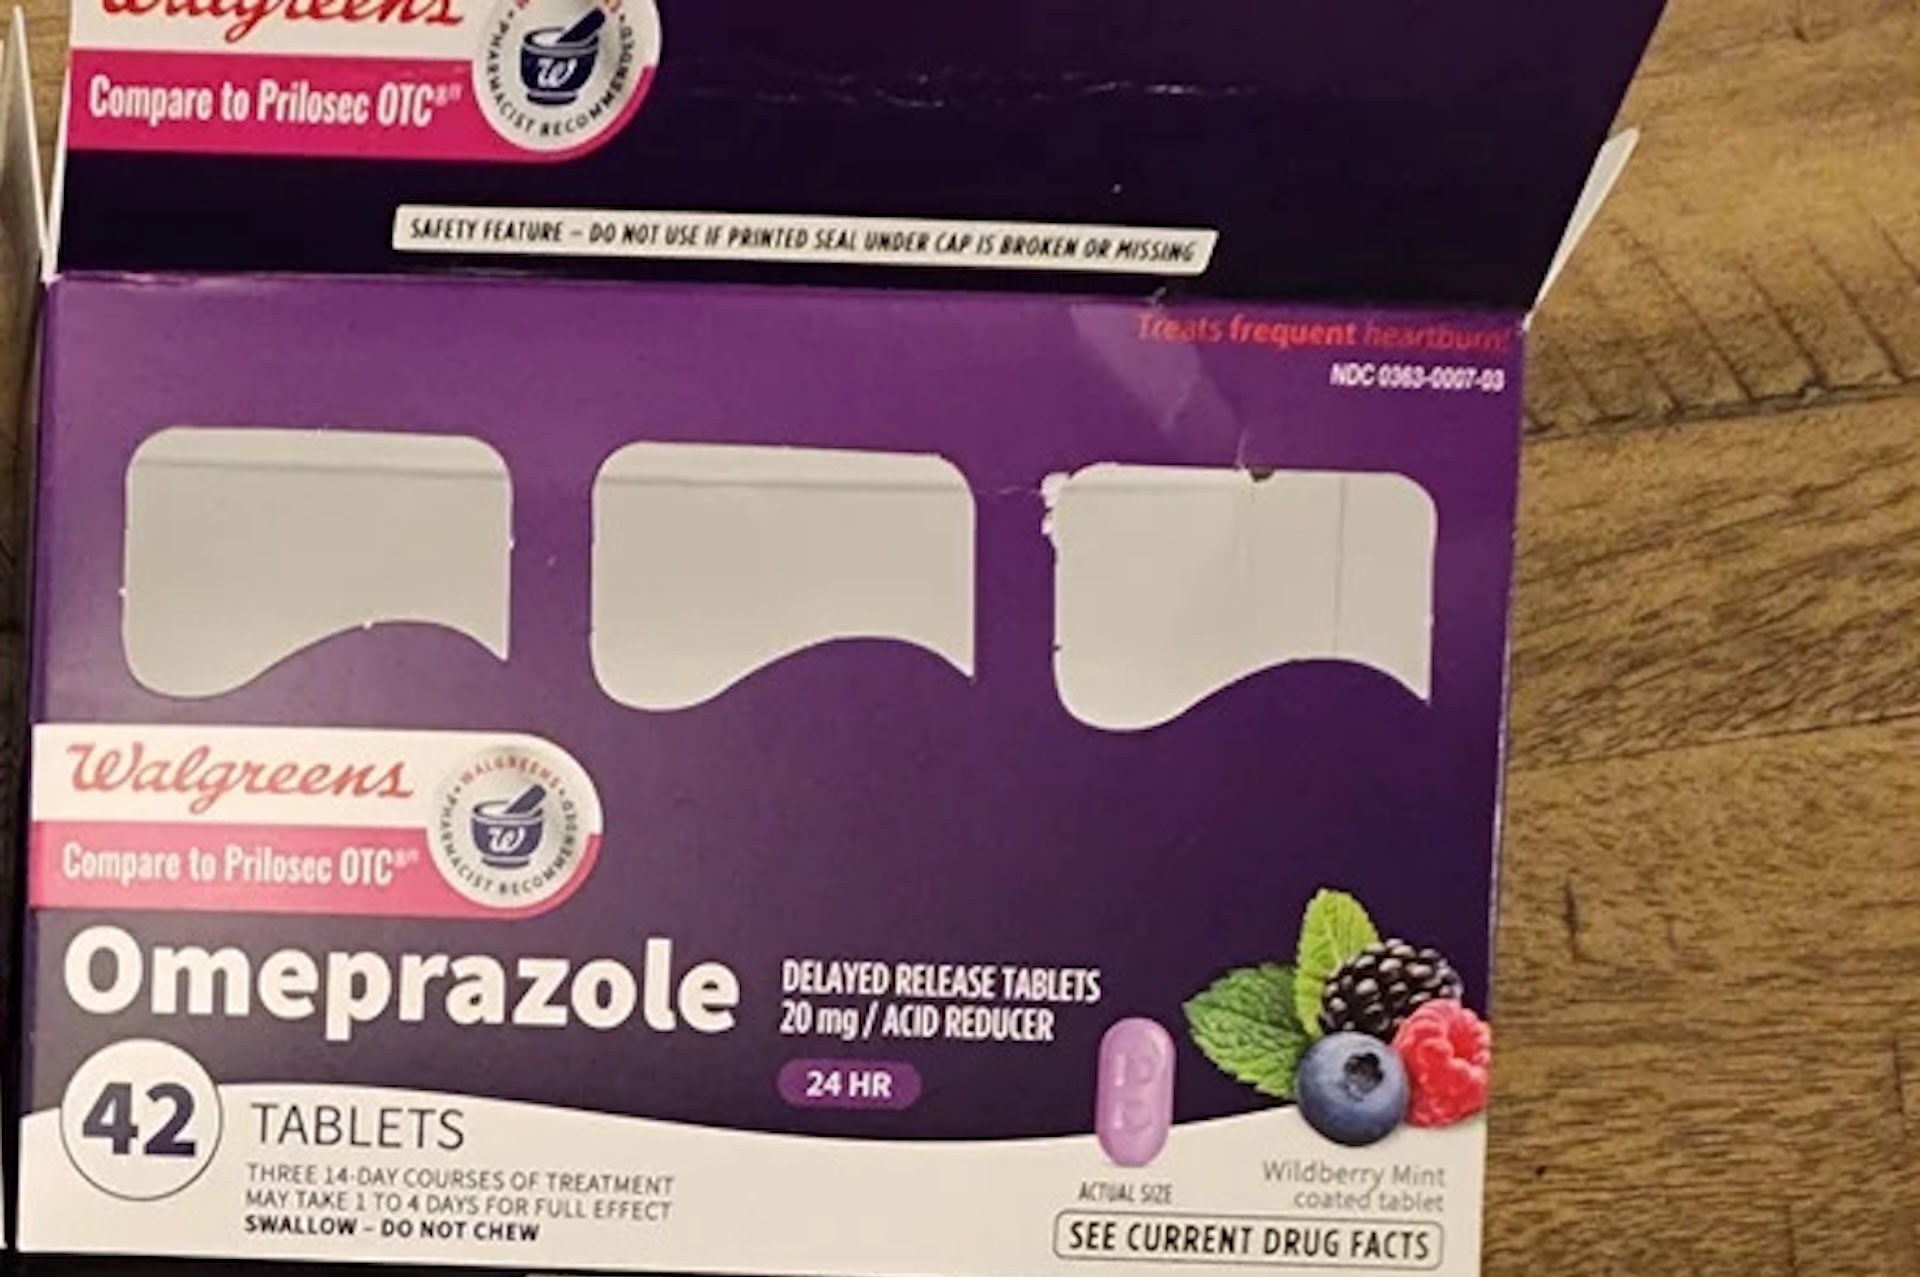 Walgreens
Compare to Prilosec OTC®††
PHARMACIST RECOMMENDED
W
SAFETY FEATURE – DO NOT USE IF PRINTED SEAL UNDER CAP IS BROKEN OR MISSING
Treats frequent heartburn!
NDC 0363-0007-03
Walgreens
WALGREENS
PHARMACIST RECOMMENDED
W
Compare to Prilosec OTC®††
Omeprazole
DELAYED RELEASE TABLETS
20 mg / ACID REDUCER
24 HR
42
TABLETS
THREE 14-DAY COURSES OF TREATMENT
MAY TAKE 1 TO 4 DAYS FOR FULL EFFECT
SWALLOW – DO NOT CHEW
ACTUAL SIZE
Wildberry Mint
coated tablet
SEE CURRENT DRUG FACTS